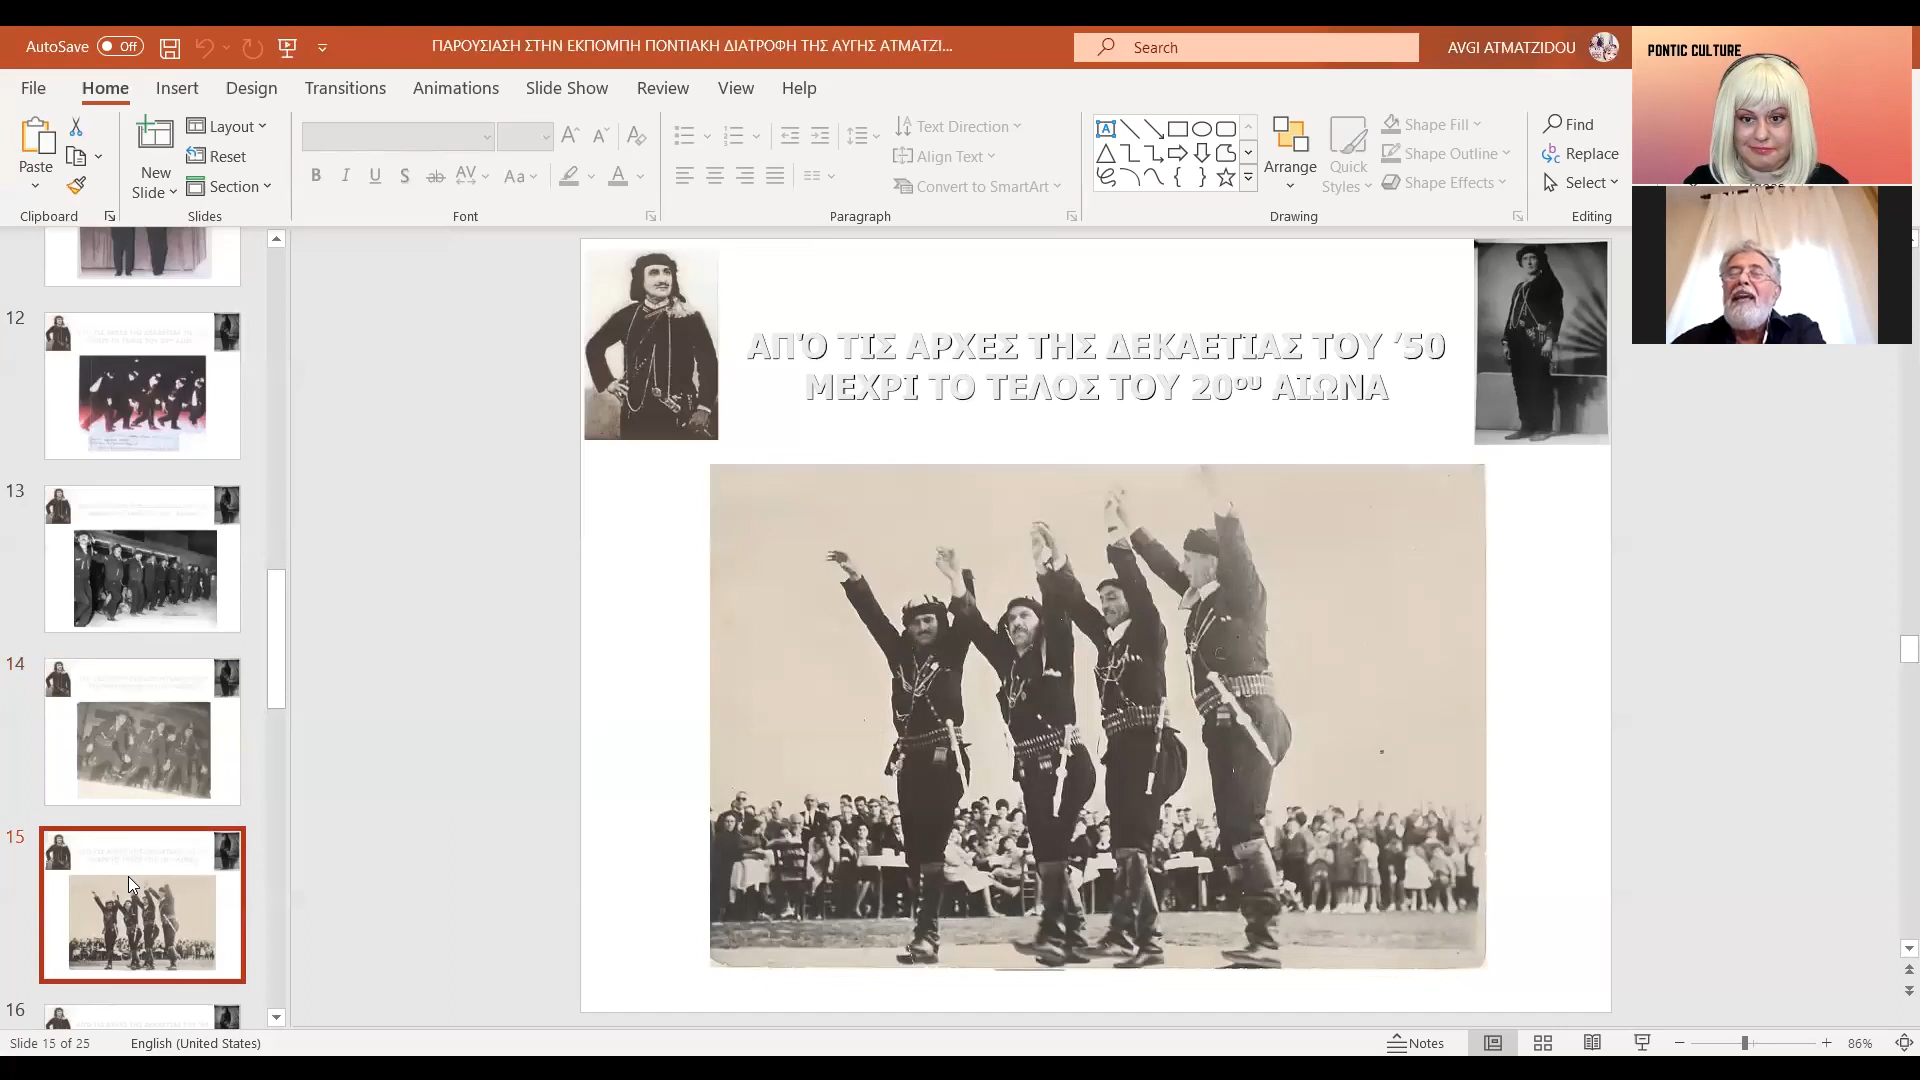 AutoSave Off
ΠΑΡΟΥΣΙΑΣΗ ΣΤΗΝ ΕΚΠΟΜΠΗ ΠΟΝΤΙΑΚΗ ΔΙΑΤΡΟΦΗ ΤΗΣ ΑΥΓΗΣ ΑΤΜΑΤΖΙ...
Search
AVGI ATMATZIDOU
PONTIC CULTURE
File Home Insert Design Transitions Animations Slide Show Review View Help
Paste
New
Slide
Layout
Reset
Section
Text Direction
Align Text
Convert to SmartArt
Arrange
Quick
Styles
Shape Fill
Shape Outline
Shape Effects
Find
Replace
Select
Clipboard Slides Font Paragraph Drawing Editing
12
13
14
15
16
ΑΠΌ ΤΙΣ ΑΡΧΕΣ ΤΗΣ ΔΕΚΑΕΤΙΑΣ ΤΟΥ ’50
ΜΕΧΡΙ ΤΟ ΤΕΛΟΣ ΤΟΥ 20ου ΑΙΩΝΑ
Slide 15 of 25 English (United States) Notes 86%